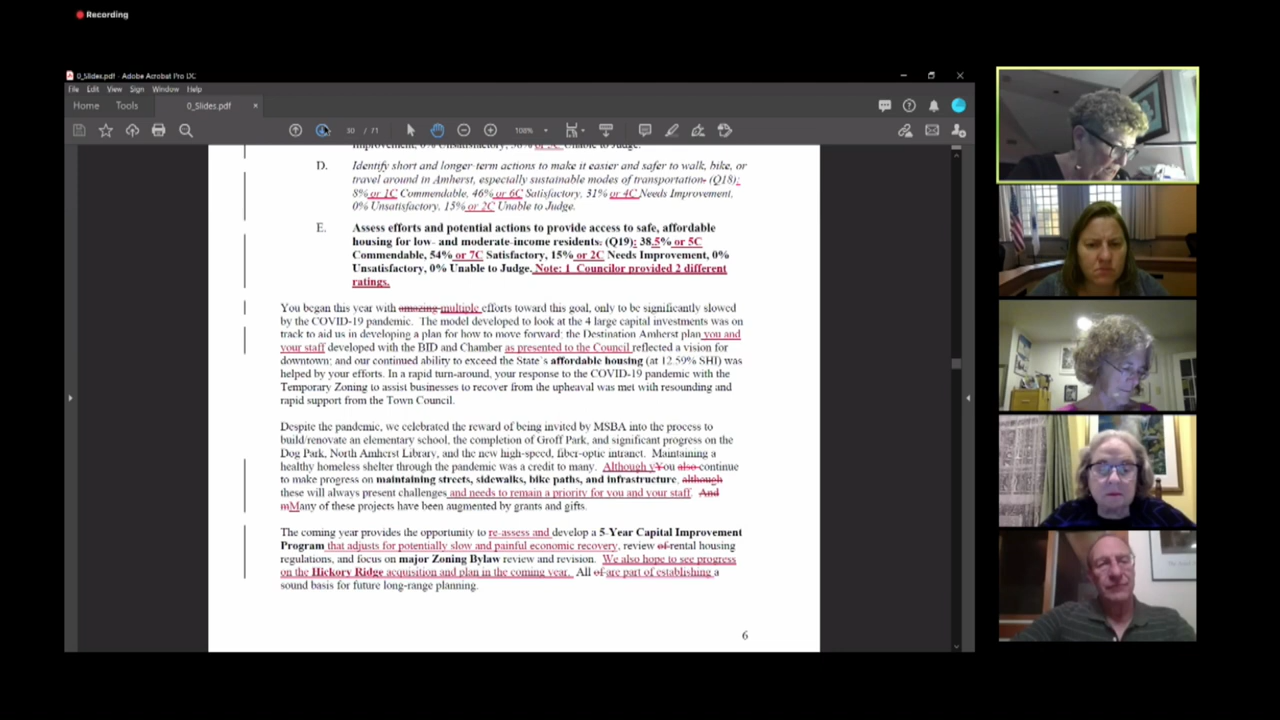 Recording
0_Slides.pdf - Adobe Acrobat Pro DC
File Edit View Sign Window Help
Home Tools 0_Slides.pdf ×
30 / 71 108%
D. Identify short and longer-term actions to make it easier and safer to walk, bike, or
travel around in Amherst, especially sustainable modes of transportation. (Q18):
8% or 1C Commendable, 46% or 6C Satisfactory, 31% or 4C Needs Improvement,
0% Unsatisfactory, 15% or 2C Unable to Judge.
E. Assess efforts and potential actions to provide access to safe, affordable
housing for low- and moderate-income residents. (Q19): 38.5% or 5C
Commendable, 54% or 7C Satisfactory, 15% or 2C Needs Improvement, 0%
Unsatisfactory, 0% Unable to Judge. Note: 1 Councilor provided 2 different
ratings.
You began this year with amazing multiple efforts toward this goal, only to be significantly slowed
by the COVID-19 pandemic. The model developed to look at the 4 large capital investments was on
track to aid us in developing a plan for how to move forward; the Destination Amherst plan you and
your staff developed with the BID and Chamber as presented to the Council reflected a vision for
downtown; and our continued ability to exceed the State's affordable housing (at 12.59% SHI) was
helped by your efforts. In a rapid turn-around, your response to the COVID-19 pandemic with the
Temporary Zoning to assist businesses to recover from the upheaval was met with resounding and
rapid support from the Town Council.
Despite the pandemic, we celebrated the reward of being invited by MSBA into the process to
build/renovate an elementary school, the completion of Groff Park, and significant progress on the
Dog Park, North Amherst Library, and the new high-speed, fiber-optic intranet. Maintaining a
healthy homeless shelter through the pandemic was a credit to many. Although yYou also continue
to make progress on maintaining streets, sidewalks, bike paths, and infrastructure, although
these will always present challenges and needs to remain a priority for you and your staff. And
mMany of these projects have been augmented by grants and gifts.
The coming year provides the opportunity to re-assess and develop a 5-Year Capital Improvement
Program that adjusts for potentially slow and painful economic recovery, review of rental housing
regulations, and focus on major Zoning Bylaw review and revision. We also hope to see progress
on the Hickory Ridge acquisition and plan in the coming year. All of are part of establishing a
sound basis for future long-range planning.
6